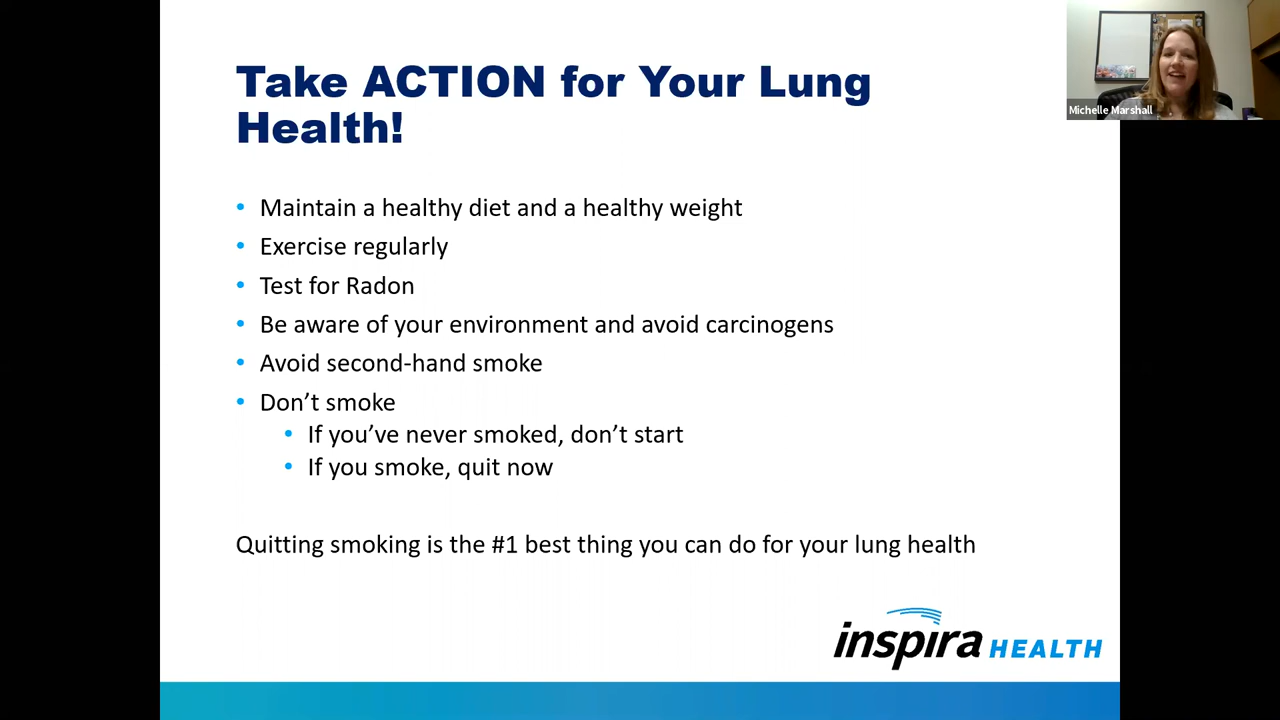 Take ACTION for Your Lung
Health!
Michelle Marshall
• Maintain a healthy diet and a healthy weight
• Exercise regularly
• Test for Radon
• Be aware of your environment and avoid carcinogens
• Avoid second-hand smoke
• Don’t smoke
• If you’ve never smoked, don’t start
• If you smoke, quit now
Quitting smoking is the #1 best thing you can do for your lung health
inspira HEALTH